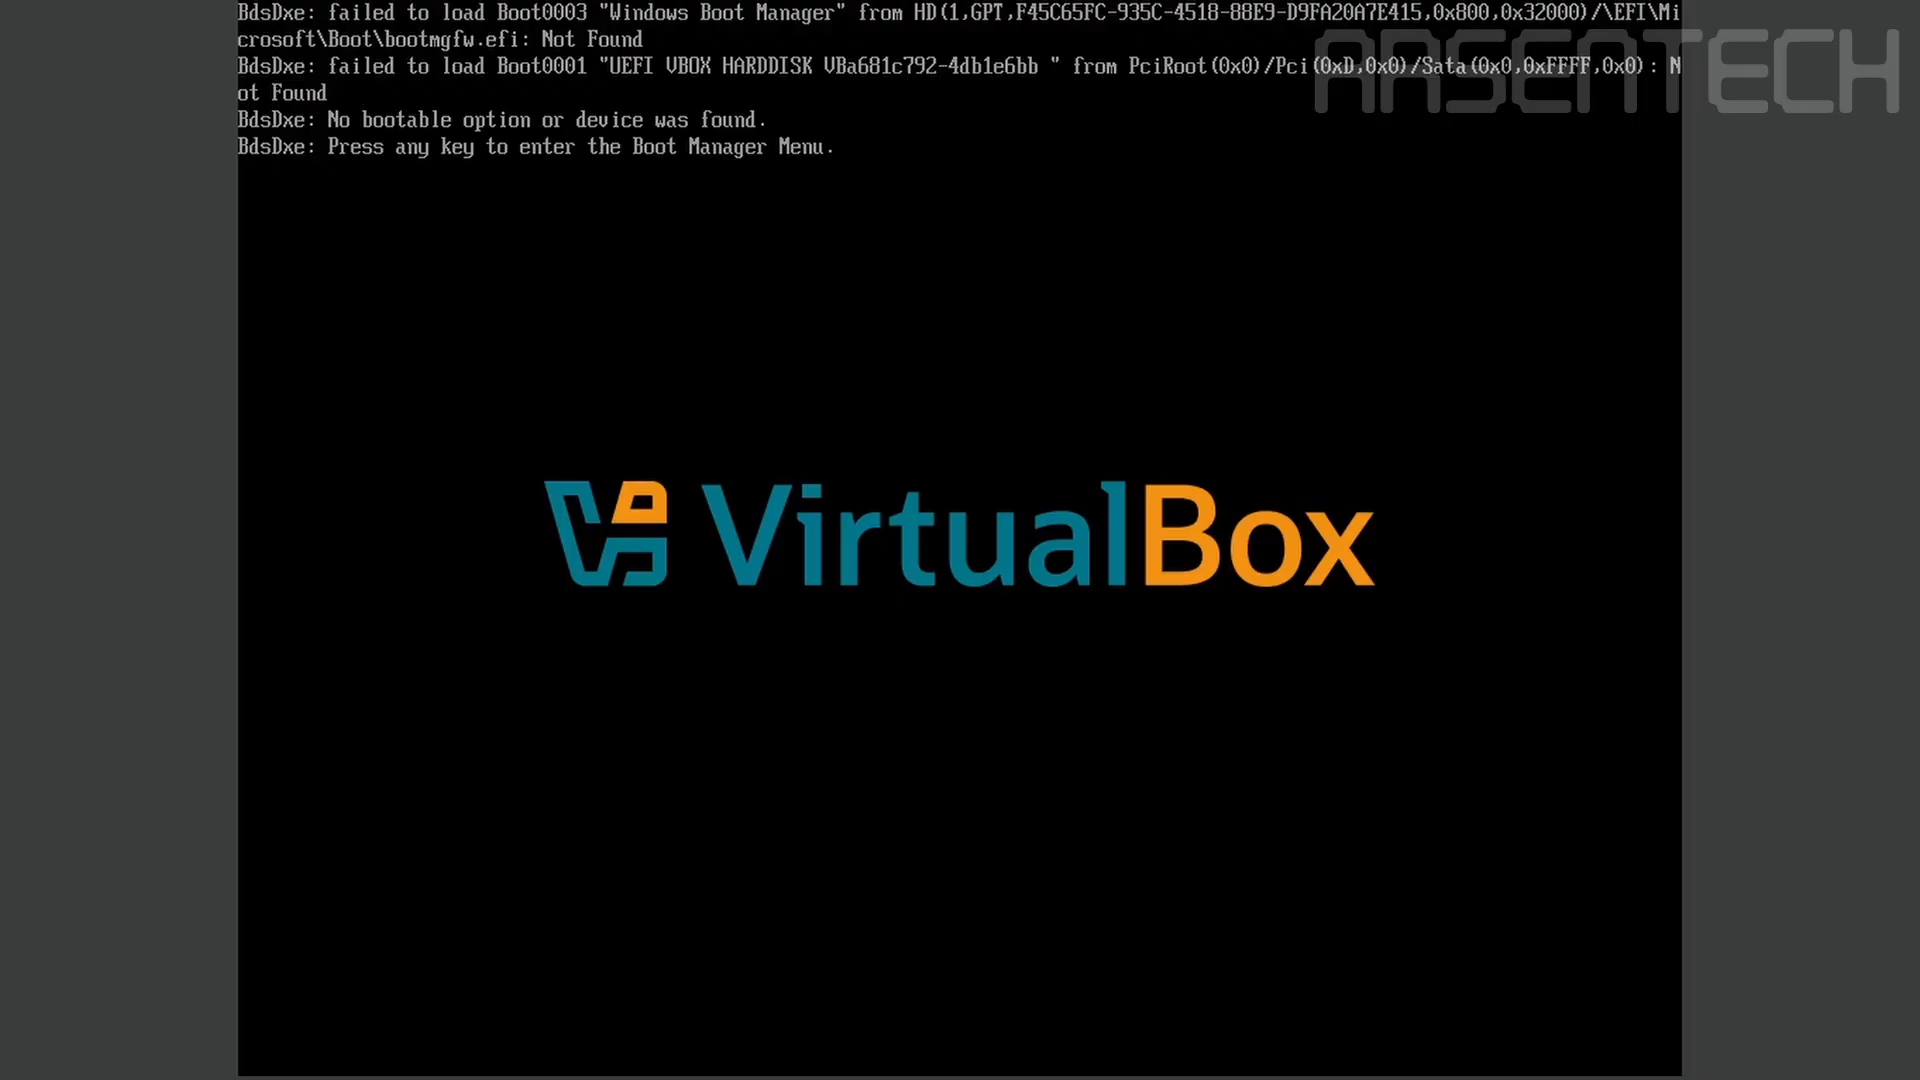 BdsDxe: failed to load Boot0003 "Windows Boot Manager" from HD(1,GPT,F45C65FC-935C-4518-88E9-D9FA20A7E415,0x800,0x32000)/\EFI\Mi
crosoft\Boot\bootmgfw.efi: Not Found
BdsDxe: failed to load Boot0001 "UEFI VBOX HARDDISK VBa681c792-4db1e6bb " from PciRoot(0x0)/Pci(0xD,0x0)/Sata(0x0,0xFFFF,0x0): N
ot Found
BdsDxe: No bootable option or device was found.
BdsDxe: Press any key to enter the Boot Manager Menu.
ARSENTECH
VirtualBox